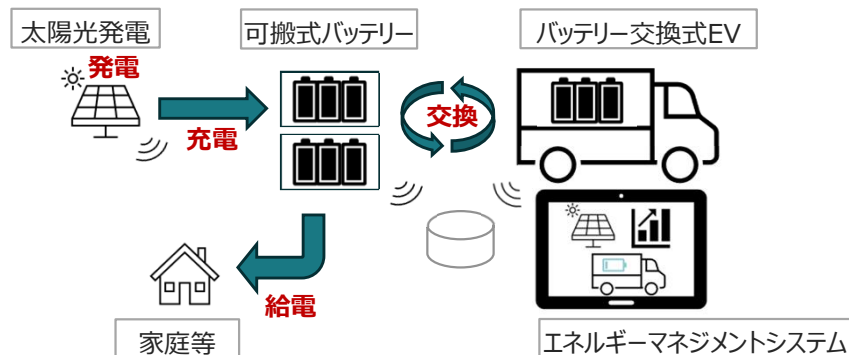 太陽光発電
可搬式バッテリー
バッテリー交換式EV
発電
充電
交換
給電
家庭等
エネルギーマネジメントシステム